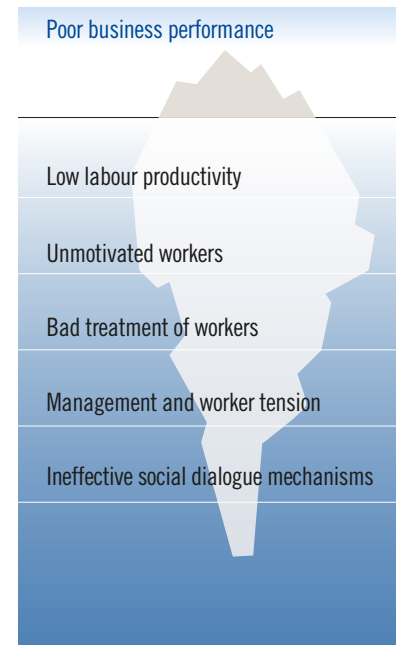 Poor business performance
Low labour productivity
Unmotivated workers
Bad treatment of workers
Management and worker tension
Ineffective social dialogue mechanisms